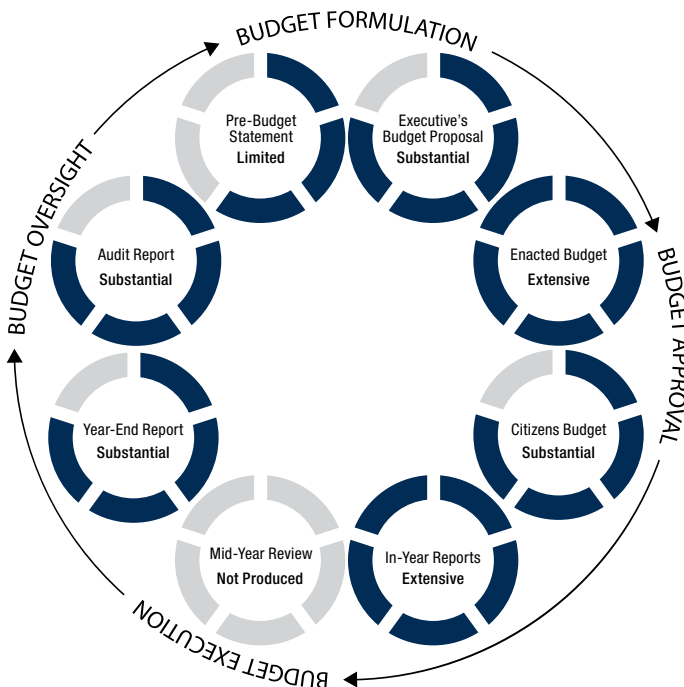 BUDGET FORMULATION
Pre-Budget
Statement
Limited
Executive’s
Budget Proposal
Substantial
Enacted Budget
Extensive
BUDGET APPROVAL
Citizens Budget
Substantial
In-Year Reports
Extensive
Mid-Year Review
Not Produced
BUDGET EXECUTION
Year-End Report
Substantial
Audit Report
Substantial
BUDGET OVERSIGHT